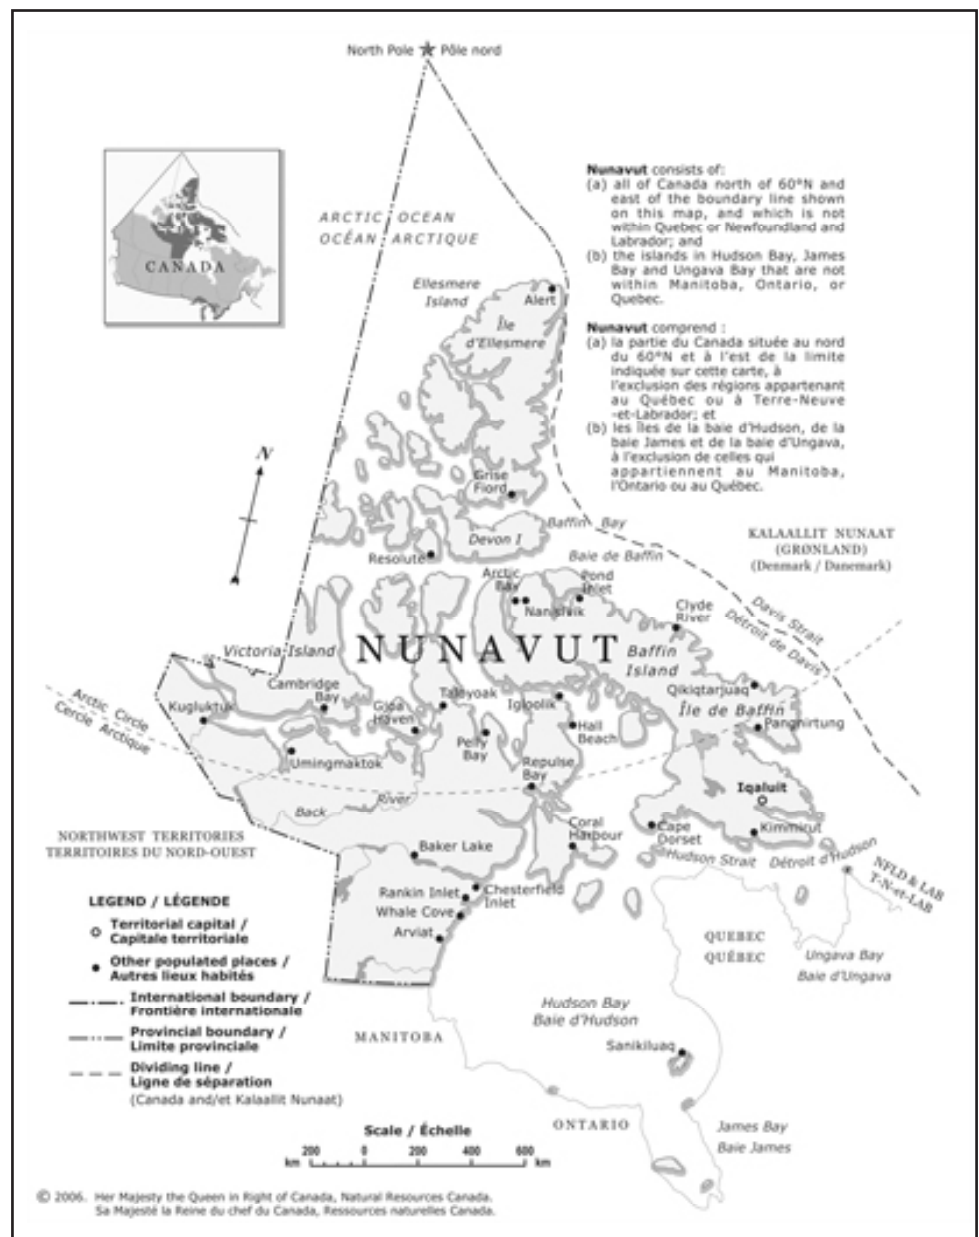 North Pole ★ Pôle nord
CANADA
ARCTIC OCEAN
OCÉAN ARCTIQUE
Nunavut consists of:
(a) all of Canada north of 60°N and
east of the boundary line shown
on this map, and which is not
within Quebec or Newfoundland and
Labrador; and
(b) the islands in Hudson Bay, James
Bay and Ungava Bay that are not
within Manitoba, Ontario, or
Quebec.
Nunavut comprend :
(a) la partie du Canada située au nord
du 60°N et à l'est de la limite
indiquée sur cette carte, à
l'exclusion des régions appartenant
au Québec ou à Terre-Neuve
-et-Labrador; et
(b) les îles de la baie d'Hudson, de la
baie James et de la baie d'Ungava,
à l'exclusion de celles qui
appartiennent au Manitoba,
l'Ontario ou au Québec.
Ellesmere
Island
Alert
Île
d'Ellesmere
N
Grise
Fiord
Devon I
Baffin Bay
Baie de Baffin
KALAALLIT NUNAAT
(GRØNLAND)
(Denmark / Danemark)
Resolute
Arctic
Bay
Nanisivik
Pond
Inlet
Clyde
River
Davis Strait
Détroit de Davis
NUNAVUT
Victoria Island
Baffin
Island
Cambridge
Bay
Kugluktuk
Gjoa
Haven
Taloyoak
Igloolik
Qikiqtarjuaq
Île de Baffin
Pangnirtung
Arctic Circle
Cercle Arctique
Pelly
Bay
Hall
Beach
Umingmaktok
Repulse
Bay
Iqaluit
Back River
Coral
Harbour
Cape
Dorset
Kimmirut
NORTHWEST TERRITORIES
TERRITOIRES DU NORD-OUEST
Baker Lake
Hudson Strait
Détroit d'Hudson
NFLD & LAB
T-N-et-LAB
Rankin Inlet
Chesterfield
Inlet
Whale Cove
Arviat
QUEBEC
QUÉBEC
Ungava Bay
Baie d'Ungava
LEGEND / LÉGENDE
Territorial capital /
Capitale territoriale
Other populated places /
Autres lieux habités
International boundary /
Frontière internationale
Provincial boundary /
Limite provinciale
Dividing line /
Ligne de séparation
(Canada and/et Kalaallit Nunaat)
Hudson Bay
Baie d'Hudson
MANITOBA
Sanikiluaq
ONTARIO
James Bay
Baie James
Scale / Échelle
km 200 0 200 400 600 km
© 2006. Her Majesty the Queen in Right of Canada, Natural Resources Canada.
Sa Majesté la Reine du chef du Canada, Ressources naturelles Canada.